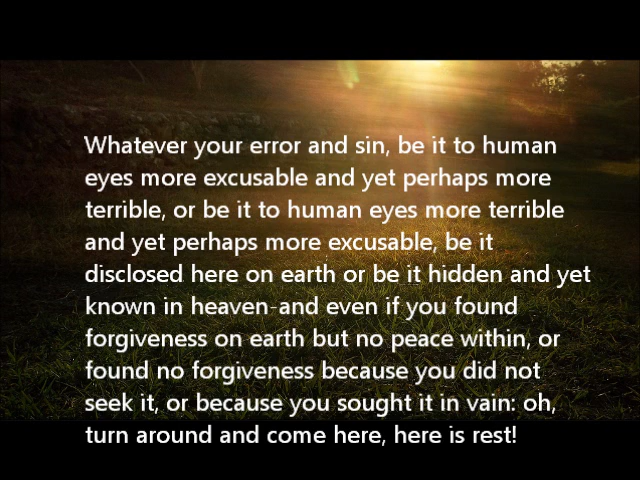 Whatever your error and sin, be it to human
eyes more excusable and yet perhaps more
terrible, or be it to human eyes more terrible
and yet perhaps more excusable, be it
disclosed here on earth or be it hidden and yet
known in heaven-and even if you found
forgiveness on earth but no peace within, or
found no forgiveness because you did not
seek it, or because you sought it in vain: oh,
turn around and come here, here is rest!